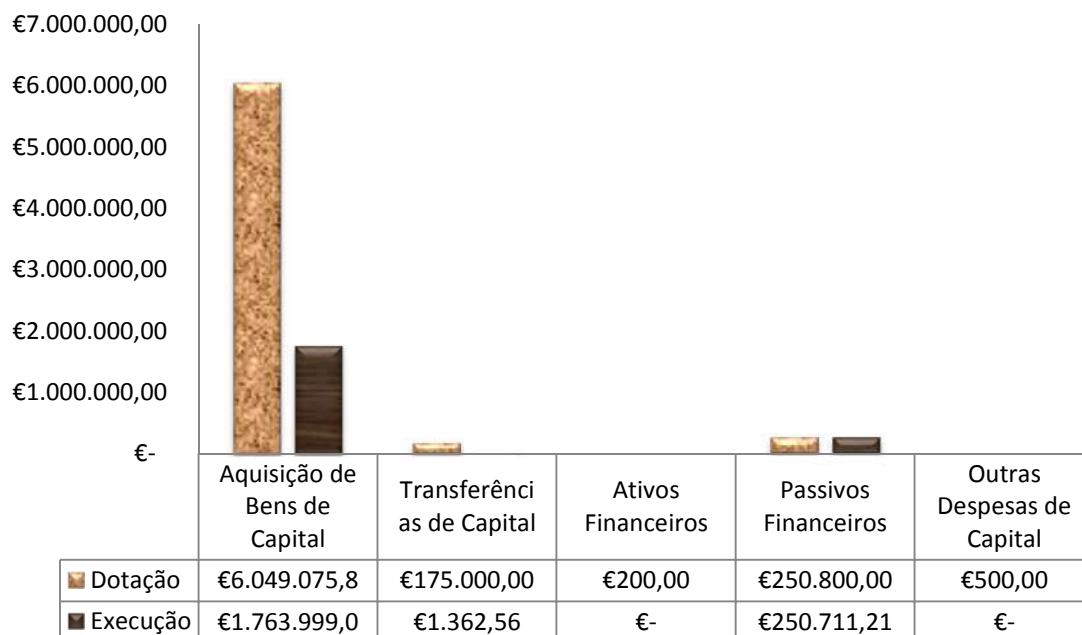 €7.000.000,00
€6.000.000,00
€5.000.000,00
€4.000.000,00
€3.000.000,00
€2.000.000,00
€1.000.000,00
€-
Aquisição de
Bens de
Capital
Transferênci
as de Capital
Ativos
Financeiros
Passivos
Financeiros
Outras
Despesas de
Capital
Dotação €6.049.075,8 €175.000,00 €200,00 €250.800,00 €500,00
Execução €1.763.999,0 €1.362,56 €- €250.711,21 €-